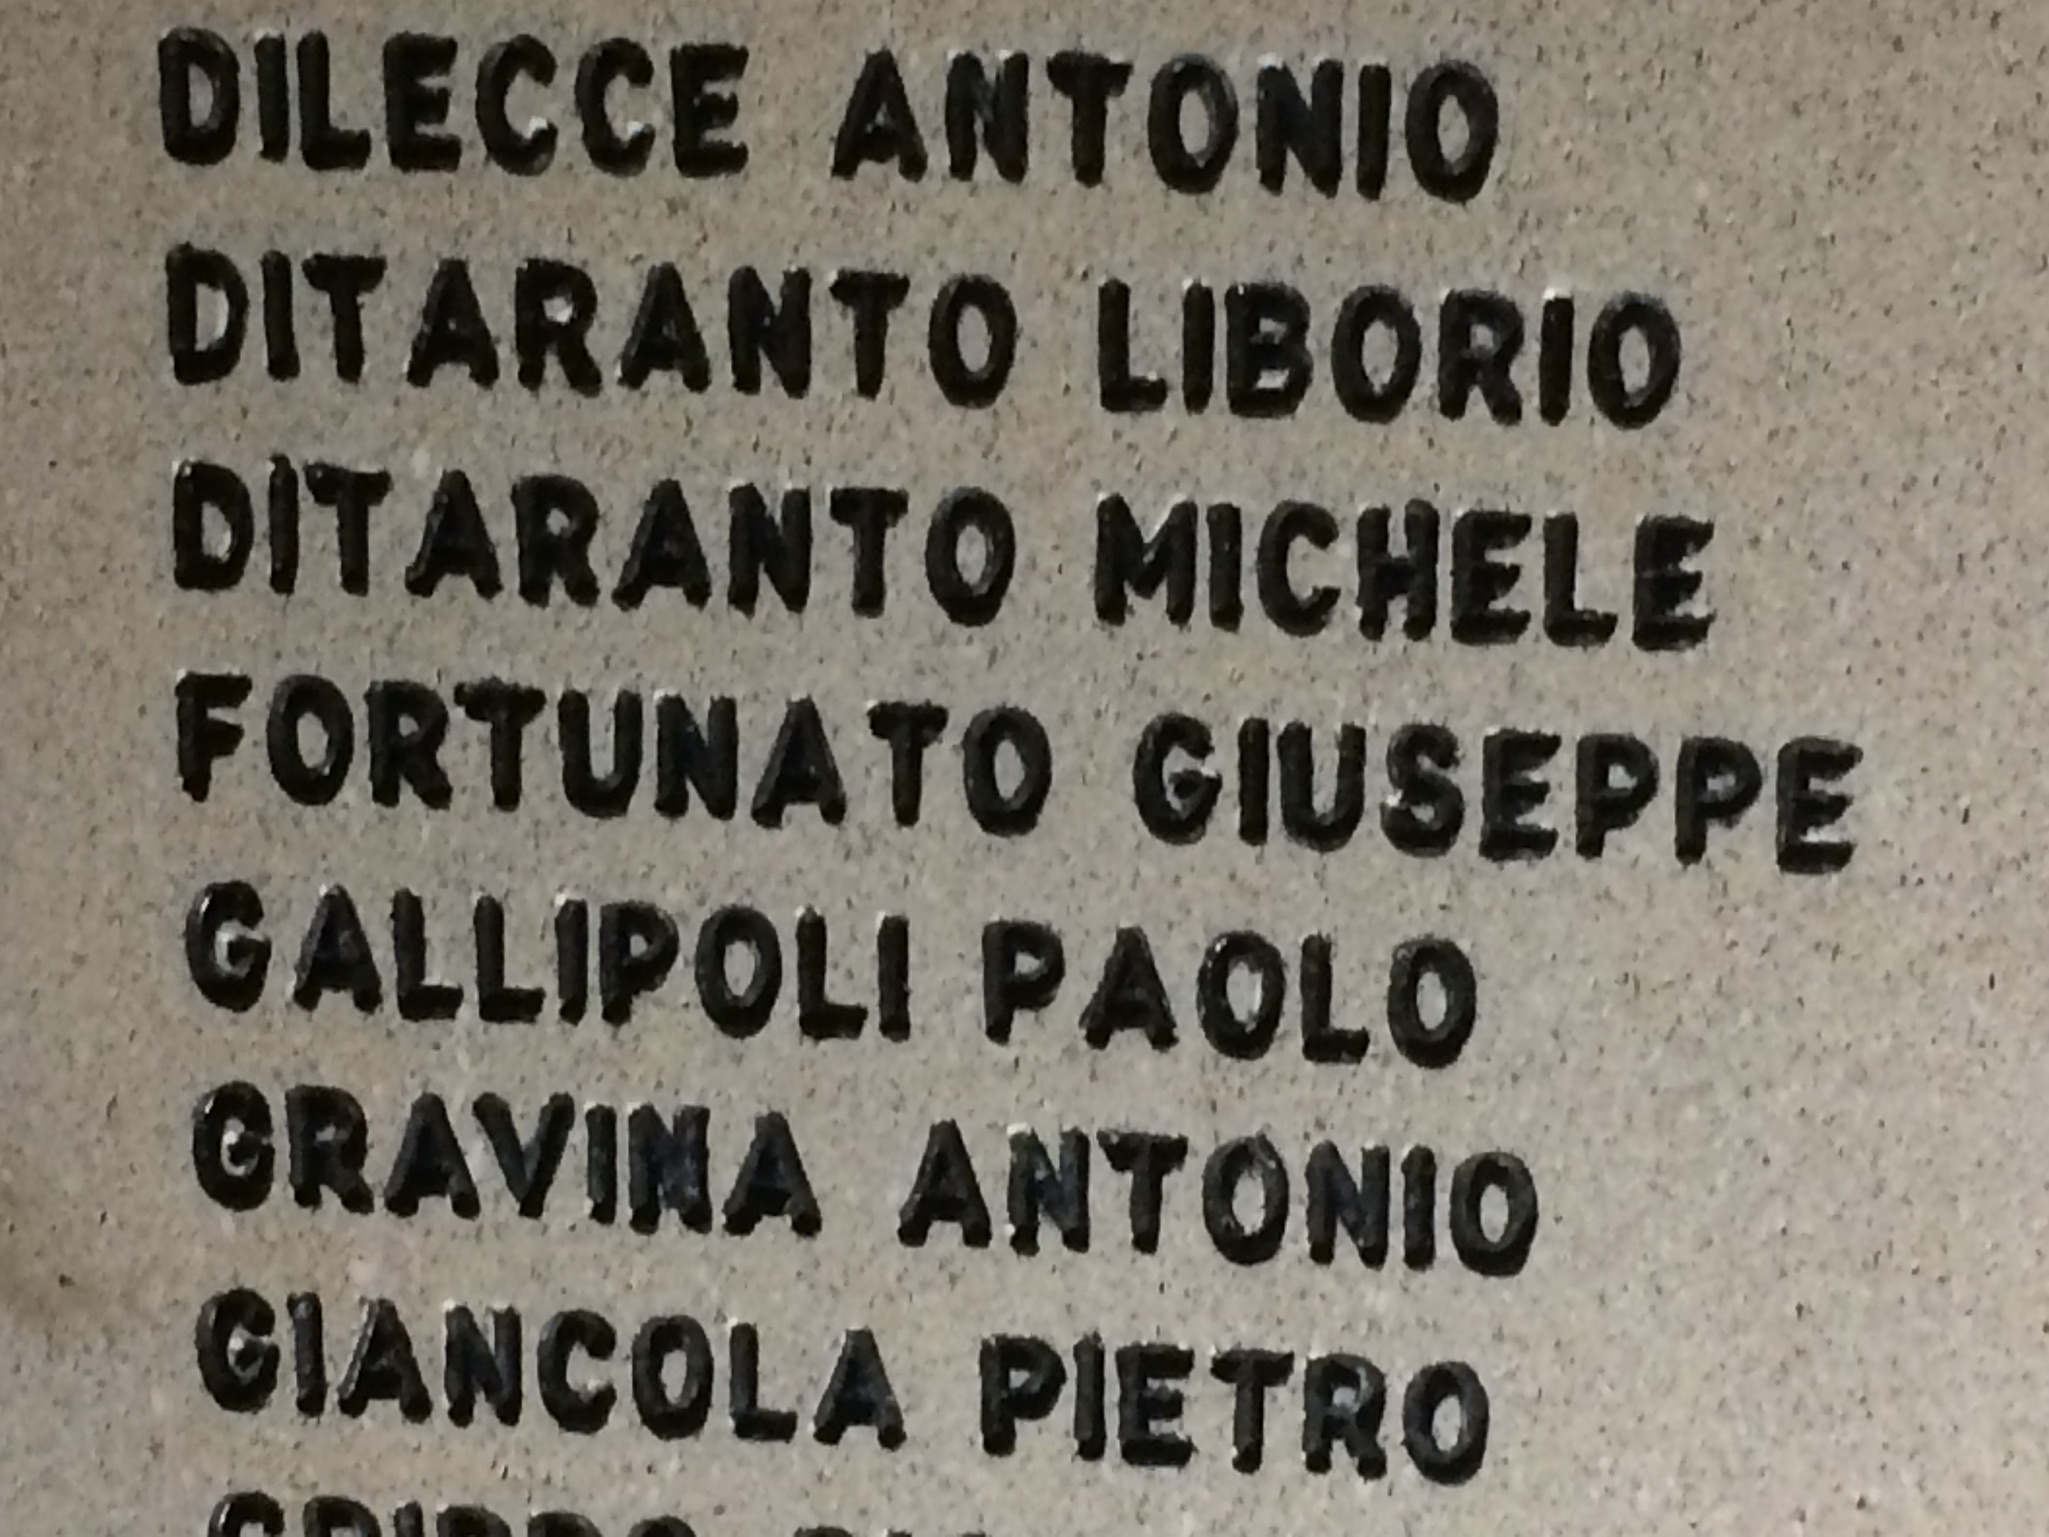 DILECCE ANTONIO
DITARANTO LIBORIO
DITARANTO MICHELE
FORTUNATO GIUSEPPE
GALLIPOLI PAOLO
GRAVINA ANTONIO
GIANCOLA PIETRO